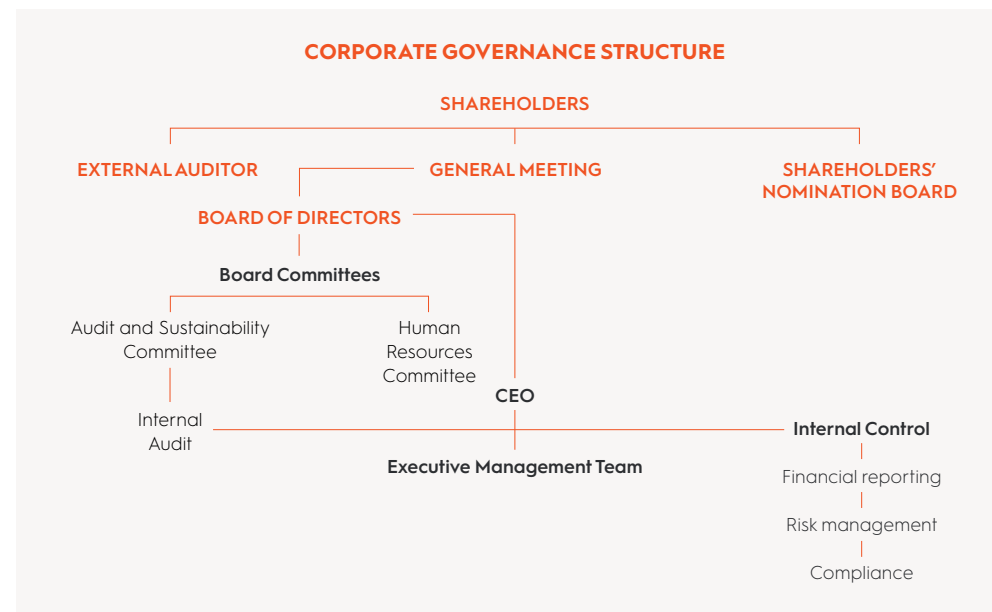 CORPORATE GOVERNANCE STRUCTURE
SHAREHOLDERS
EXTERNAL AUDITOR
GENERAL MEETING
SHAREHOLDERS’
NOMINATION BOARD
BOARD OF DIRECTORS
Board Committees
Audit and Sustainability
Committee
Human
Resources
Committee
CEO
Internal
Audit
Internal Control
Executive Management Team
Financial reporting
Risk management
Compliance